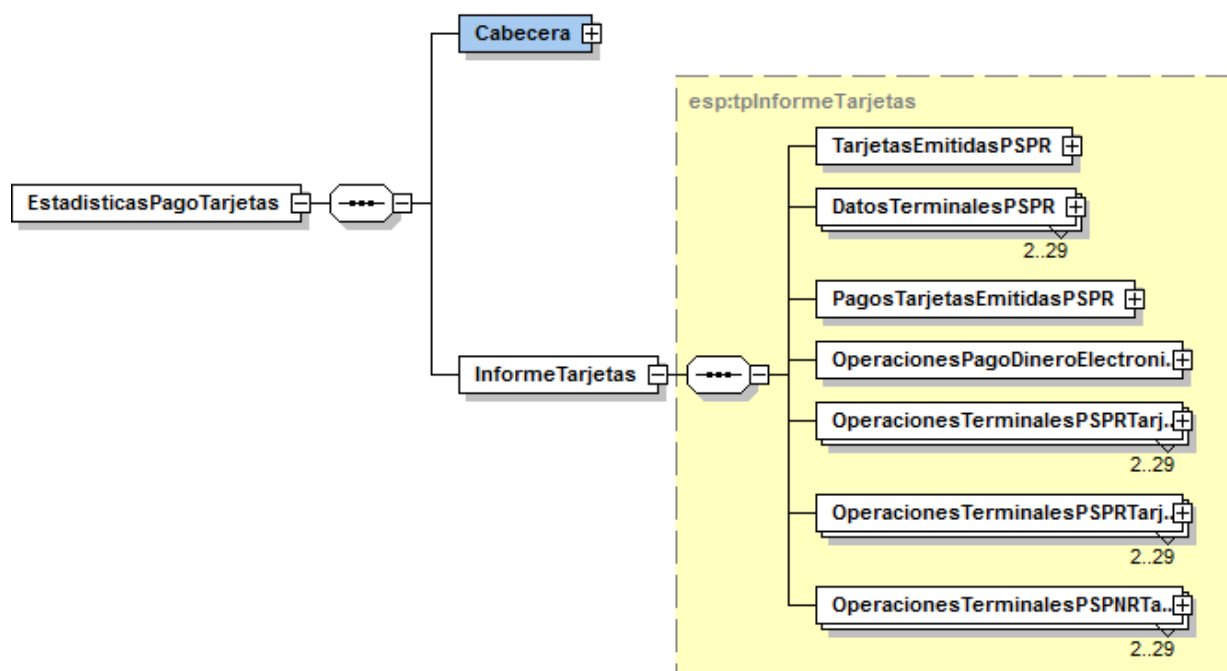 Cabecera
esp:tpInformeTarjetas
TarjetasEmitidasPSPR
EstadisticasPagoTarjetas
DatosTerminalesPSPR
2..29
PagosTarjetasEmitidasPSPR
OperacionesPagoDineroElectroni..
InformeTarjetas
OperacionesTerminalesPSPRTarj..
2..29
OperacionesTerminalesPSPRTarj..
2..29
OperacionesTerminalesPSPNRTa..
2..29